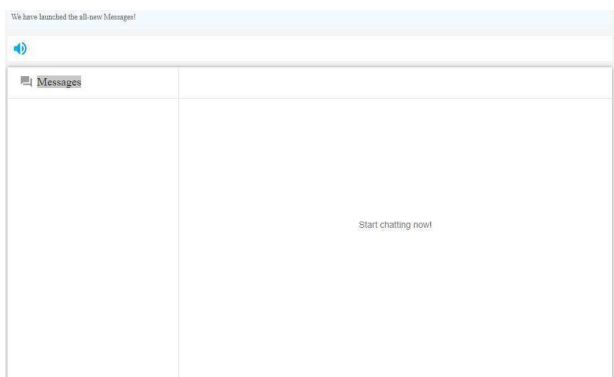 We have launched the all-new Messages!
Messages
Start chatting now!